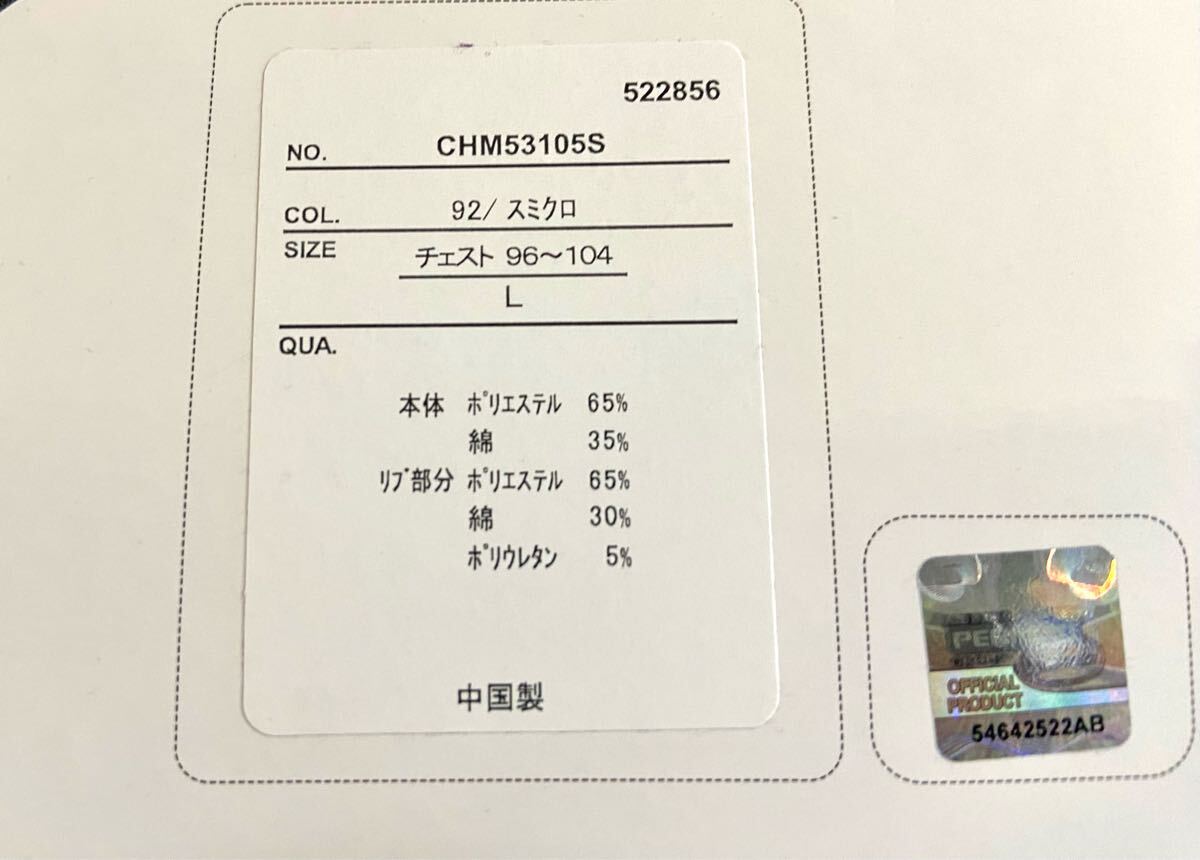 522856
NO. CHM53105S
COL. 92/ スミクロ
SIZE チェスト 96～104
L
QUA.
本体 ﾎﾟﾘｴｽﾃﾙ 65%
綿 35%
ﾘﾌﾞ部分 ﾎﾟﾘｴｽﾃﾙ 65%
綿 30%
ﾎﾟﾘｳﾚﾀﾝ 5%
中国製
OFFICIAL
PRODUCT
54642522AB